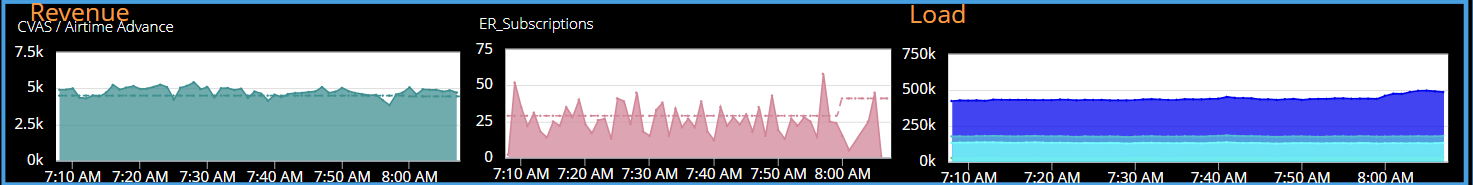 Revenue
CVAS / Airtime Advance
7.5k
5k
2.5k
0k
7:10 AM 7:20 AM 7:30 AM 7:40 AM 7:50 AM 8:00 AM
ER_Subscriptions
75
50
25
0
7:10 AM 7:20 AM 7:30 AM 7:40 AM 7:50 AM 8:00 AM
Load
750k
500k
250k
0k
7:10 AM 7:20 AM 7:30 AM 7:40 AM 7:50 AM 8:00 AM